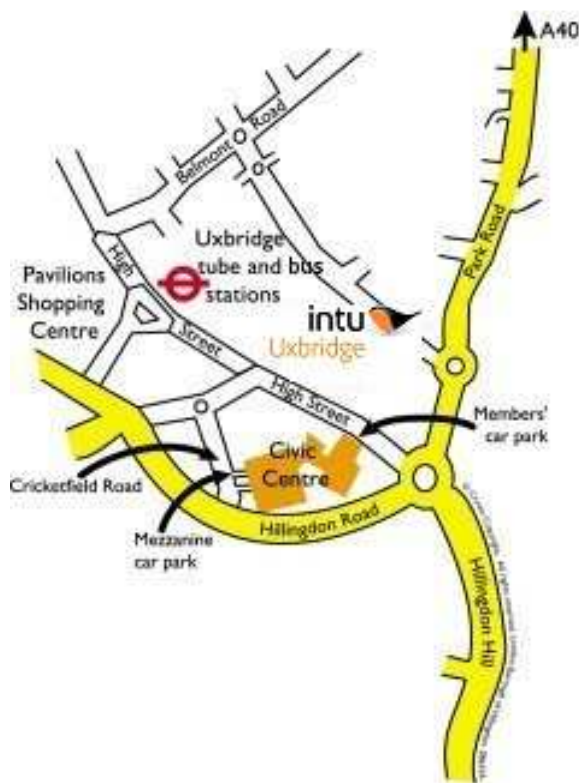 A40
Belmont Road
Park Road
High Street
Uxbridge
tube and bus
stations
Pavilions
Shopping
Centre
intu
Uxbridge
High Street
Members'
car park
Civic
Centre
Cricketfield Road
Mezzanine
car park
Hillingdon Road
Hillingdon Hill